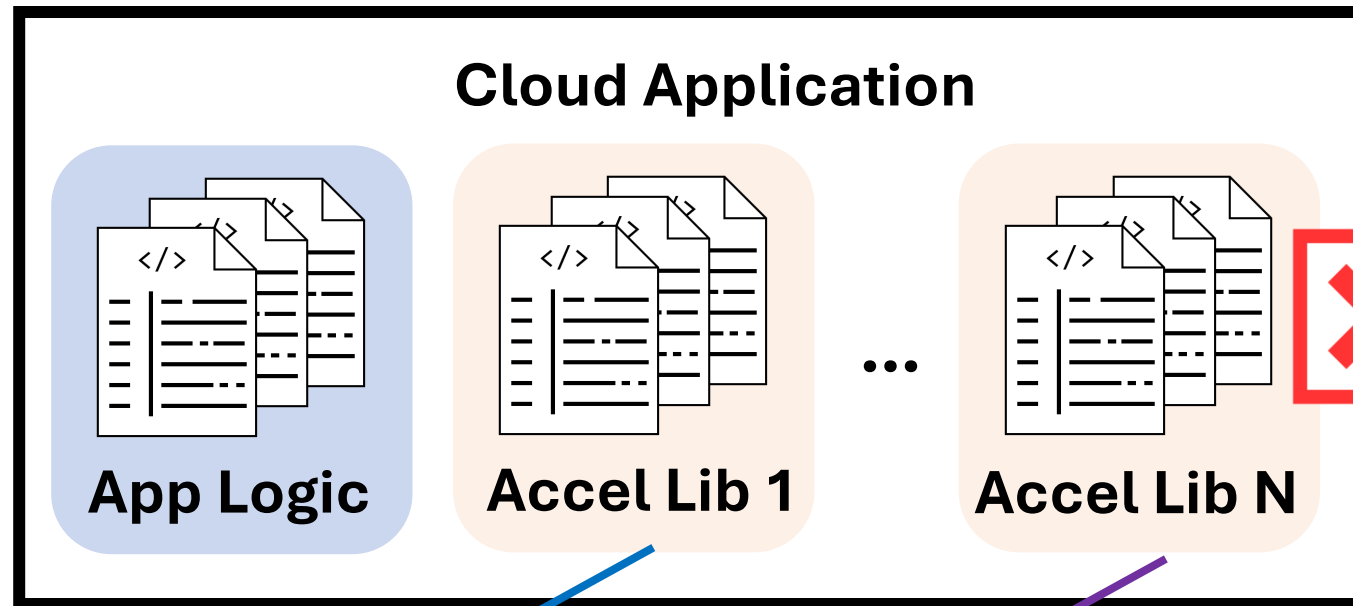 Cloud Application
</>
</>
</>
</>
</>
</>
</>
</>
</>
...
App Logic
Accel Lib 1
Accel Lib N